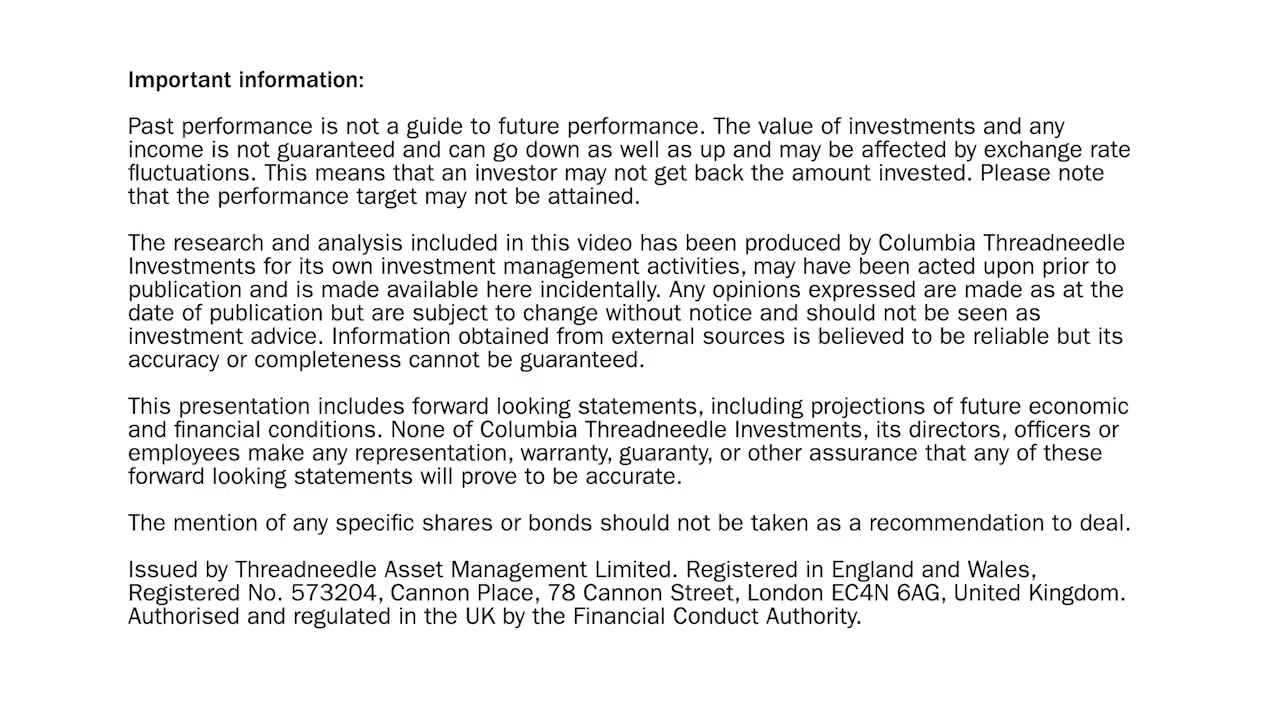 Important information:
Past performance is not a guide to future performance. The value of investments and any
income is not guaranteed and can go down as well as up and may be affected by exchange rate
fluctuations. This means that an investor may not get back the amount invested. Please note
that the performance target may not be attained.
The research and analysis included in this video has been produced by Columbia Threadneedle
Investments for its own investment management activities, may have been acted upon prior to
publication and is made available here incidentally. Any opinions expressed are made as at the
date of publication but are subject to change without notice and should not be seen as
investment advice. Information obtained from external sources is believed to be reliable but its
accuracy or completeness cannot be guaranteed.
This presentation includes forward looking statements, including projections of future economic
and financial conditions. None of Columbia Threadneedle Investments, its directors, officers or
employees make any representation, warranty, guaranty, or other assurance that any of these
forward looking statements will prove to be accurate.
The mention of any specific shares or bonds should not be taken as a recommendation to deal.
Issued by Threadneedle Asset Management Limited. Registered in England and Wales,
Registered No. 573204, Cannon Place, 78 Cannon Street, London EC4N 6AG, United Kingdom.
Authorised and regulated in the UK by the Financial Conduct Authority.